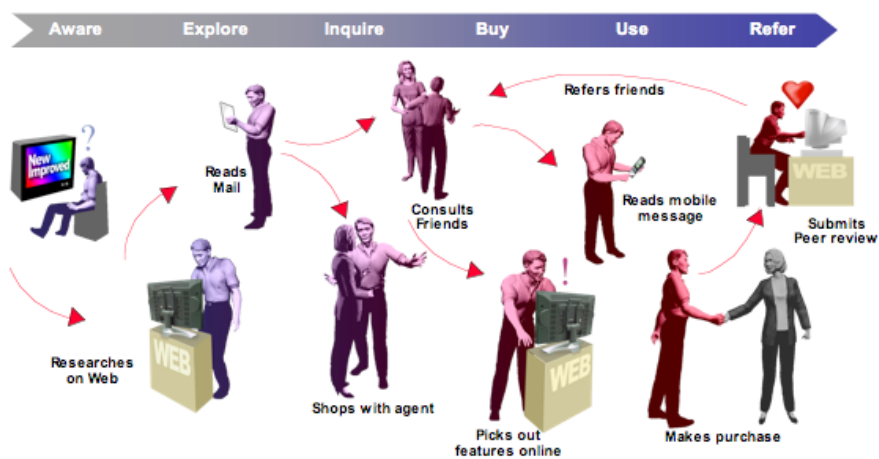 Aware
Explore
Inquire
Buy
Use
Refer
Refers friends
?
New
Improved
Reads
Mail
WEB
Consults
Friends
Reads mobile
message
Submits
Peer review
!
Researches
on Web
WEB
WEB
Shops with agent
Picks out
features online
Makes purchase